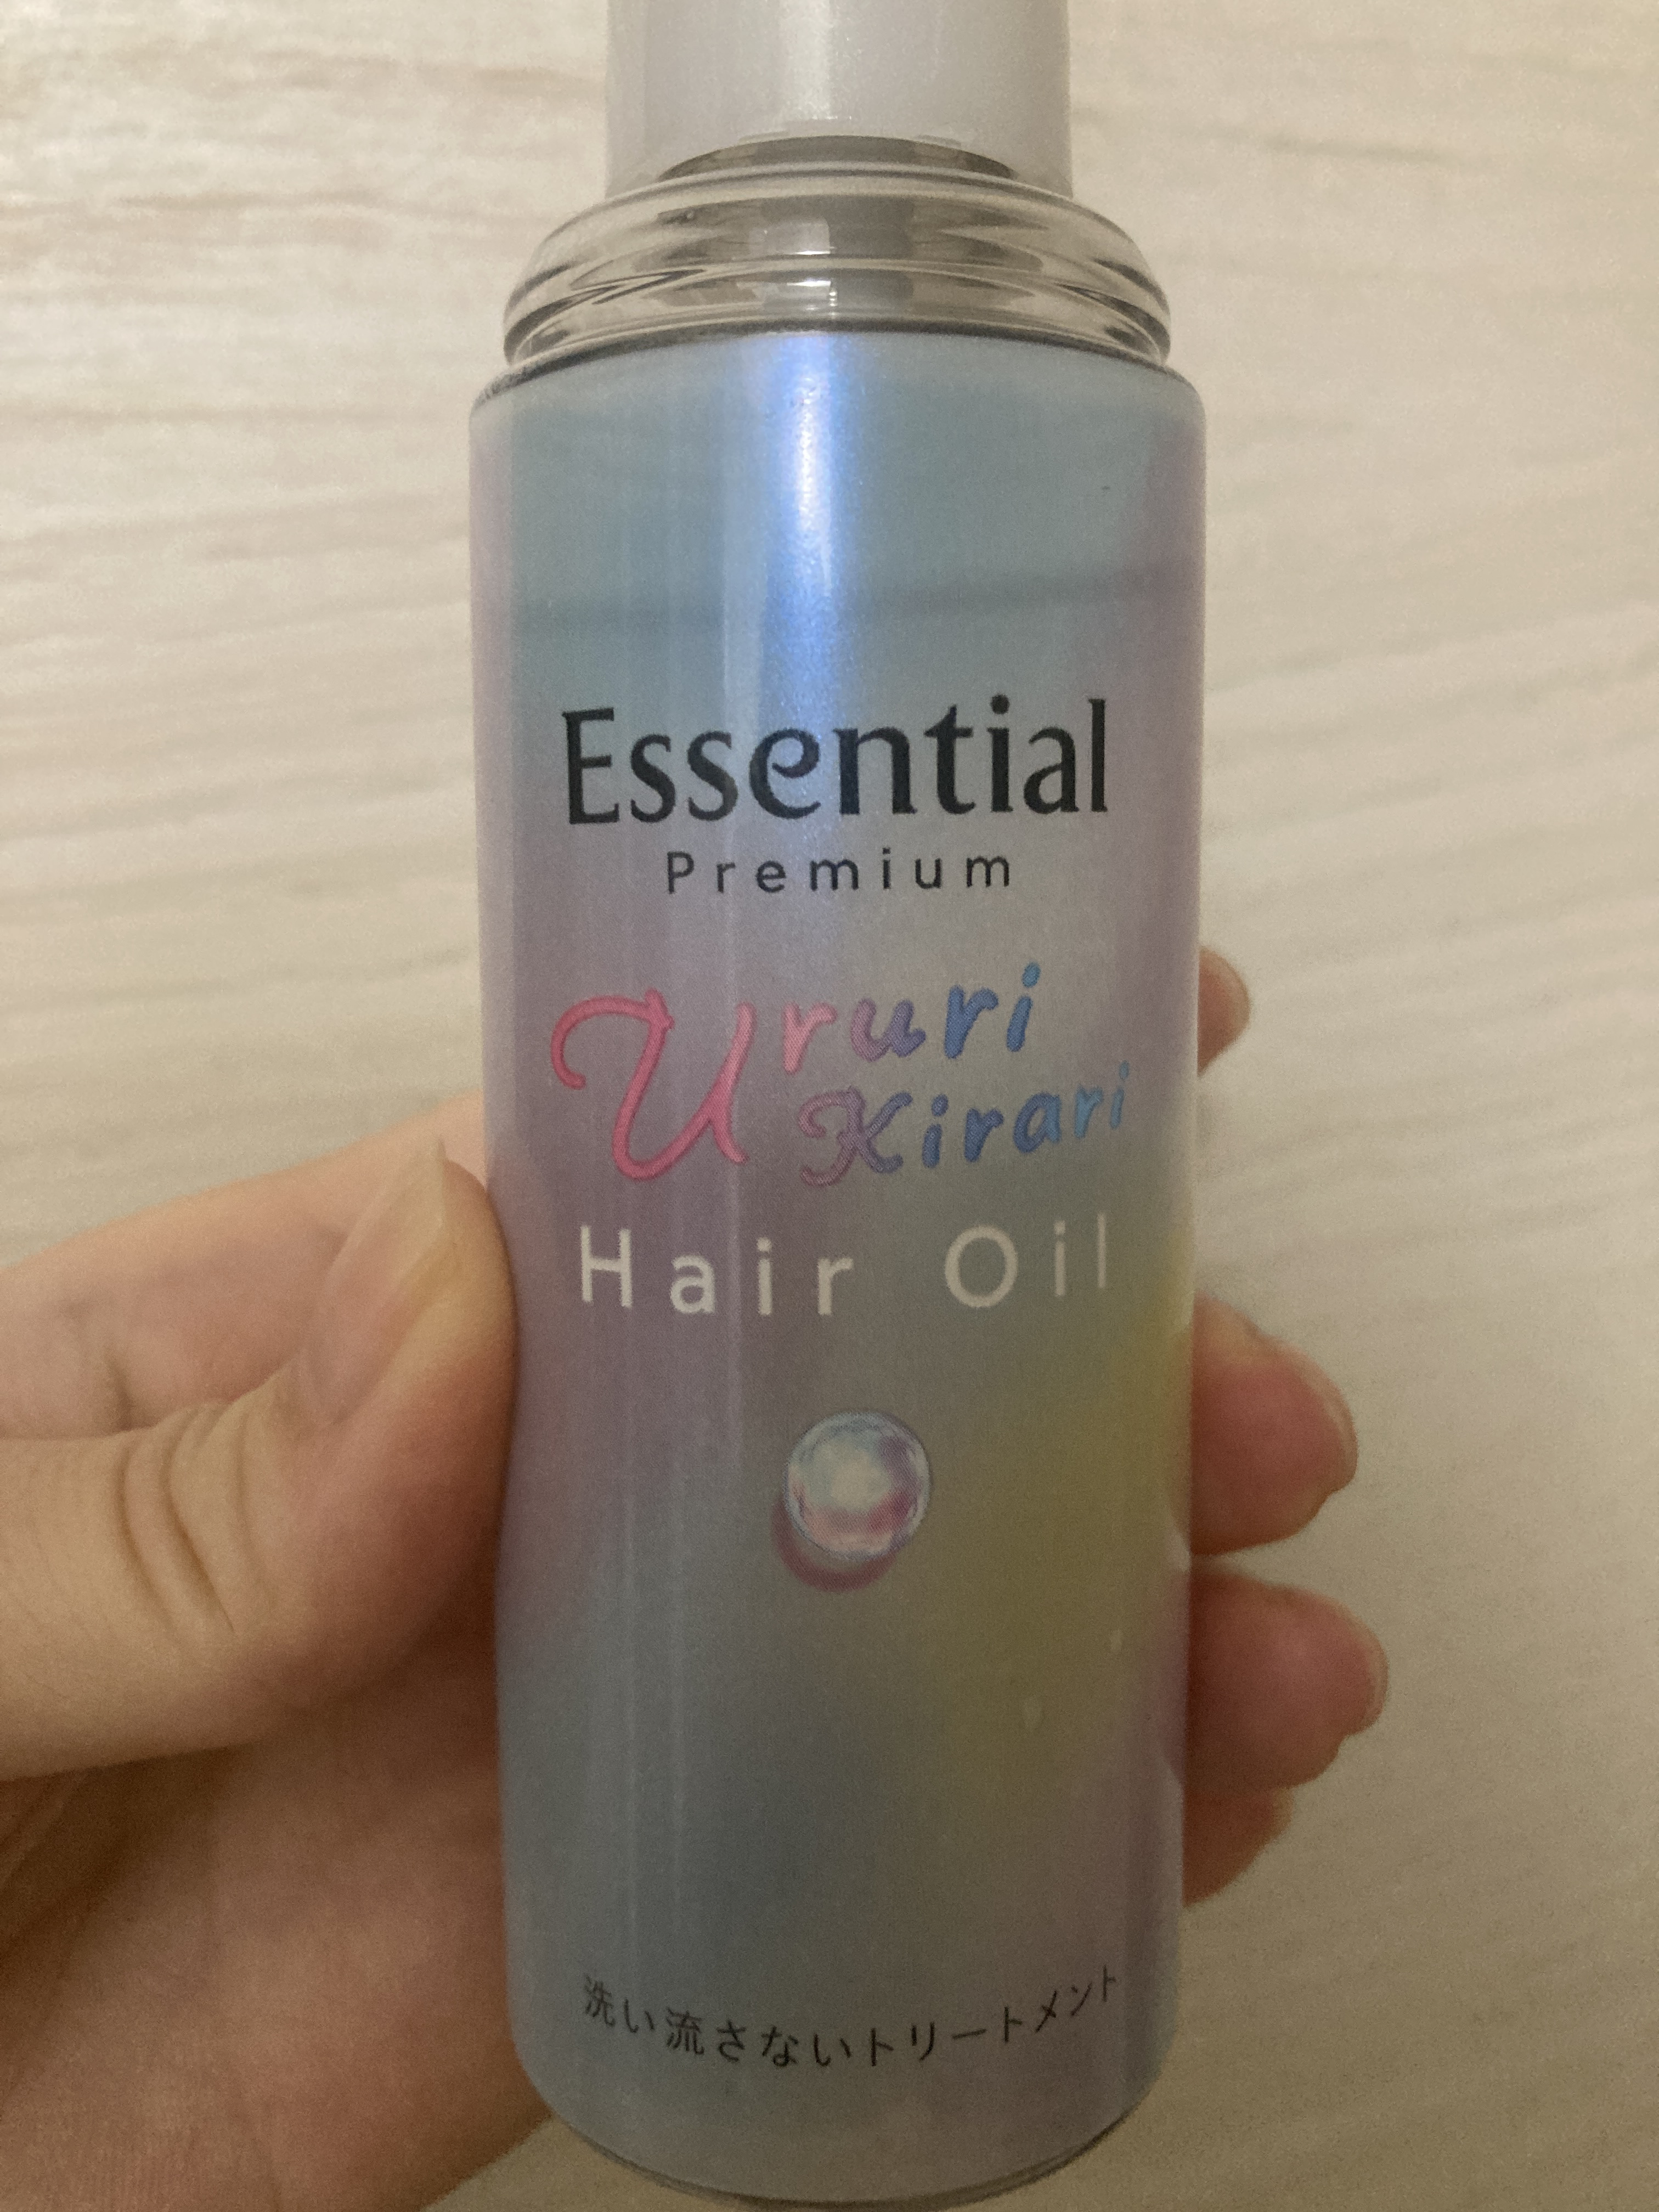 Essential
Premium
Ururi
Kirari
Hair Oil
洗い流さないトリートメント